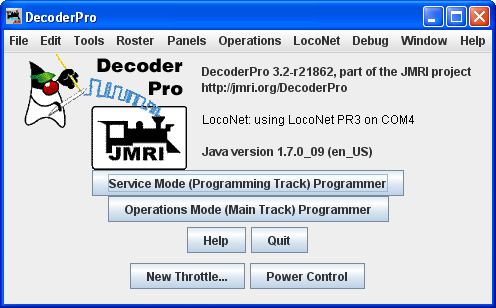 DecoderPro
File Edit Tools Roster Panels Operations LocoNet Debug Window Help
Decoder
Pro
JMRI
DecoderPro 3.2-r21862, part of the JMRI project
http://jmri.org/DecoderPro
LocoNet: using LocoNet PR3 on COM4
Java version 1.7.0_09 (en_US)
Service Mode (Programming Track) Programmer
Operations Mode (Main Track) Programmer
Help Quit
New Throttle... Power Control